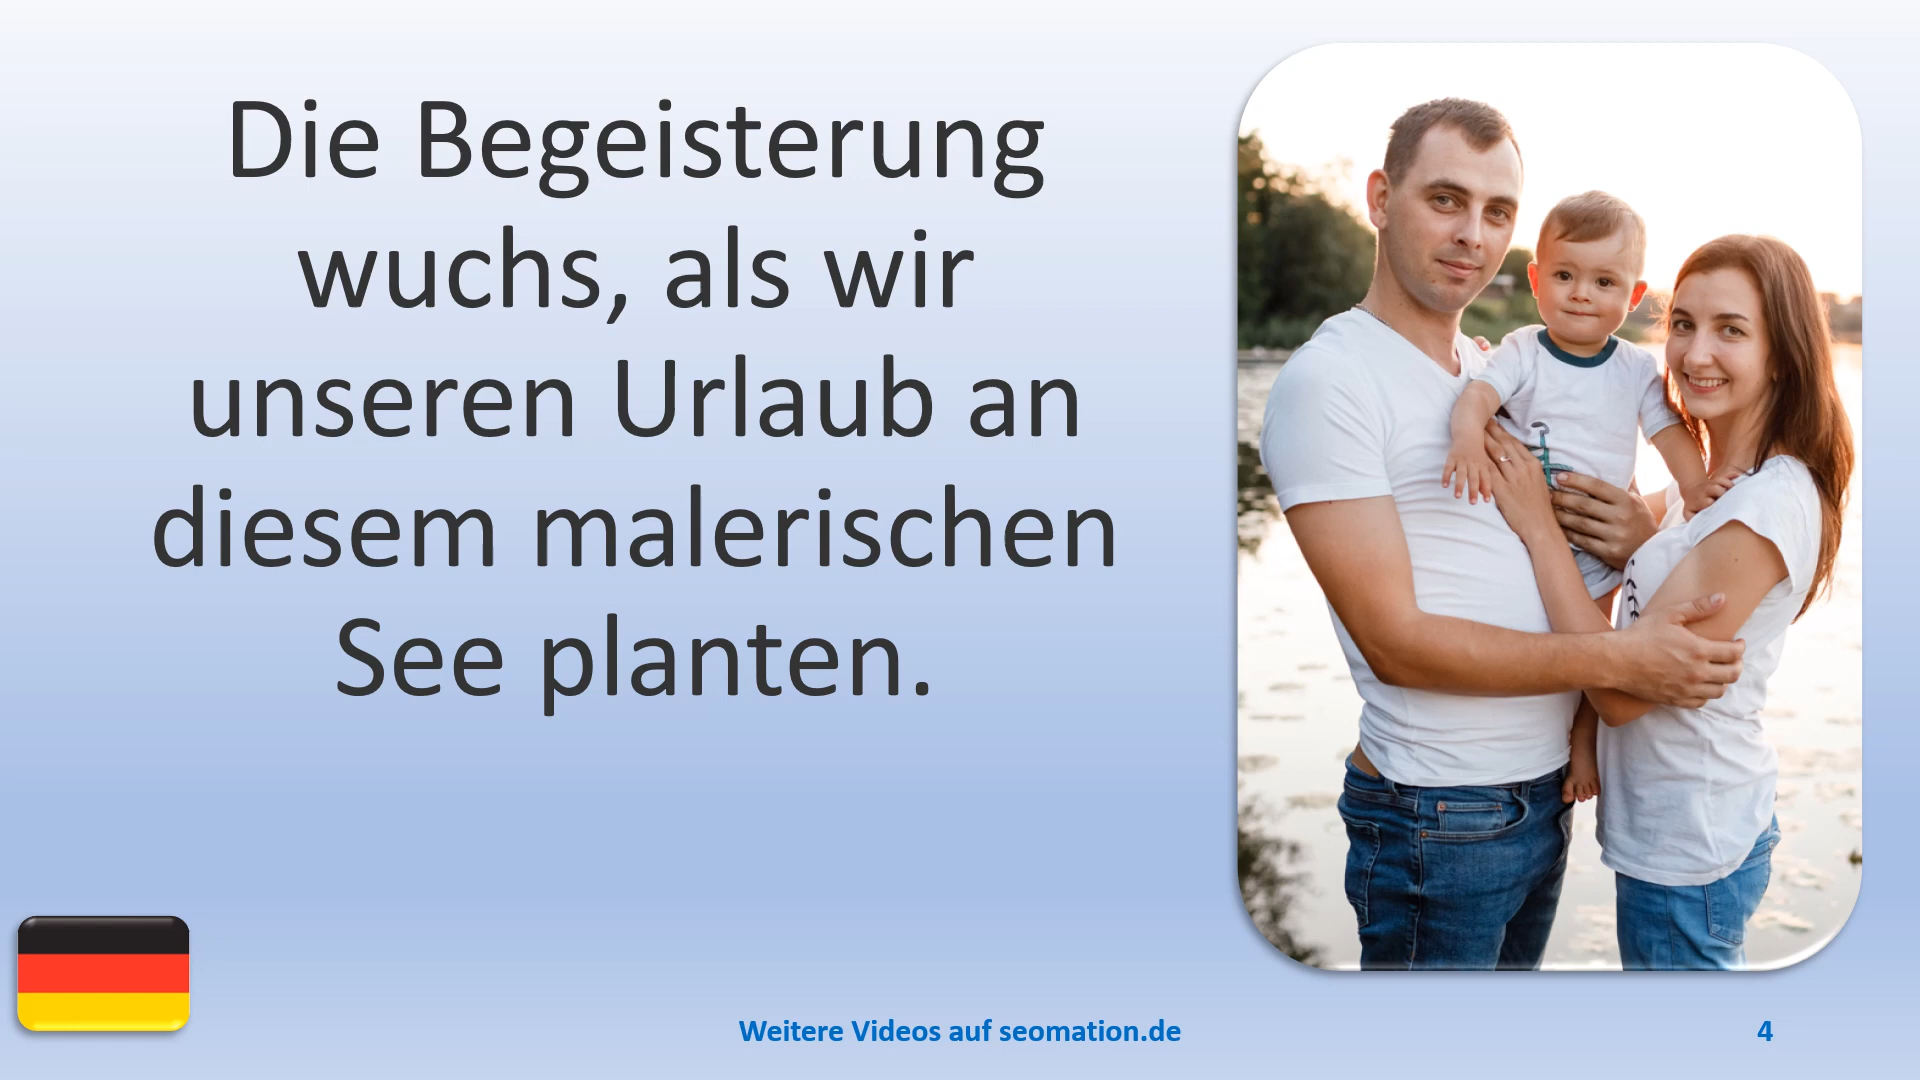 Die Begeisterung
wuchs, als wir
unseren Urlaub an
diesem malerischen
See planten.
Weitere Videos auf seomation.de
4